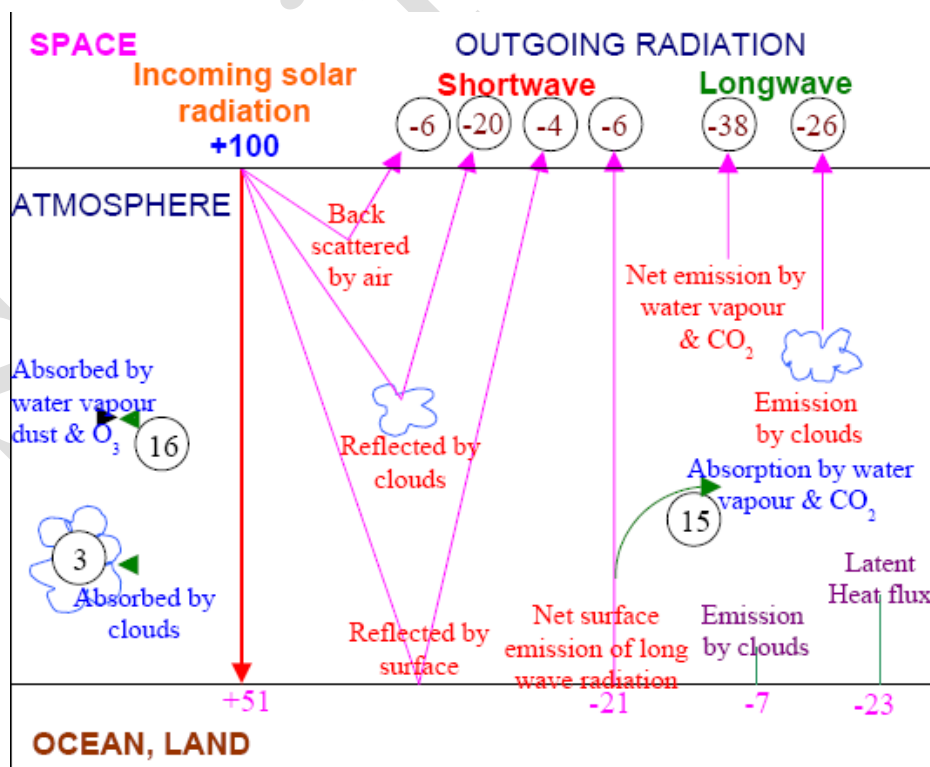 SPACE
OUTGOING RADIATION
Incoming solar
radiation
+100
Shortwave
Longwave
-6
-20
-4
-6
-38
-26
ATMOSPHERE
Back
scattered
by air
Net emission by
water vapour
& CO2
Absorbed by
water vapour
dust & O3
16
Reflected by
clouds
Emission
by clouds
Absorption by water
vapour & CO2
15
3
Absorbed by
clouds
Reflected by
surface
Net surface
emission of long
wave radiation
Emission
by clouds
Latent
Heat flux
+51
-21
-7
-23
OCEAN, LAND